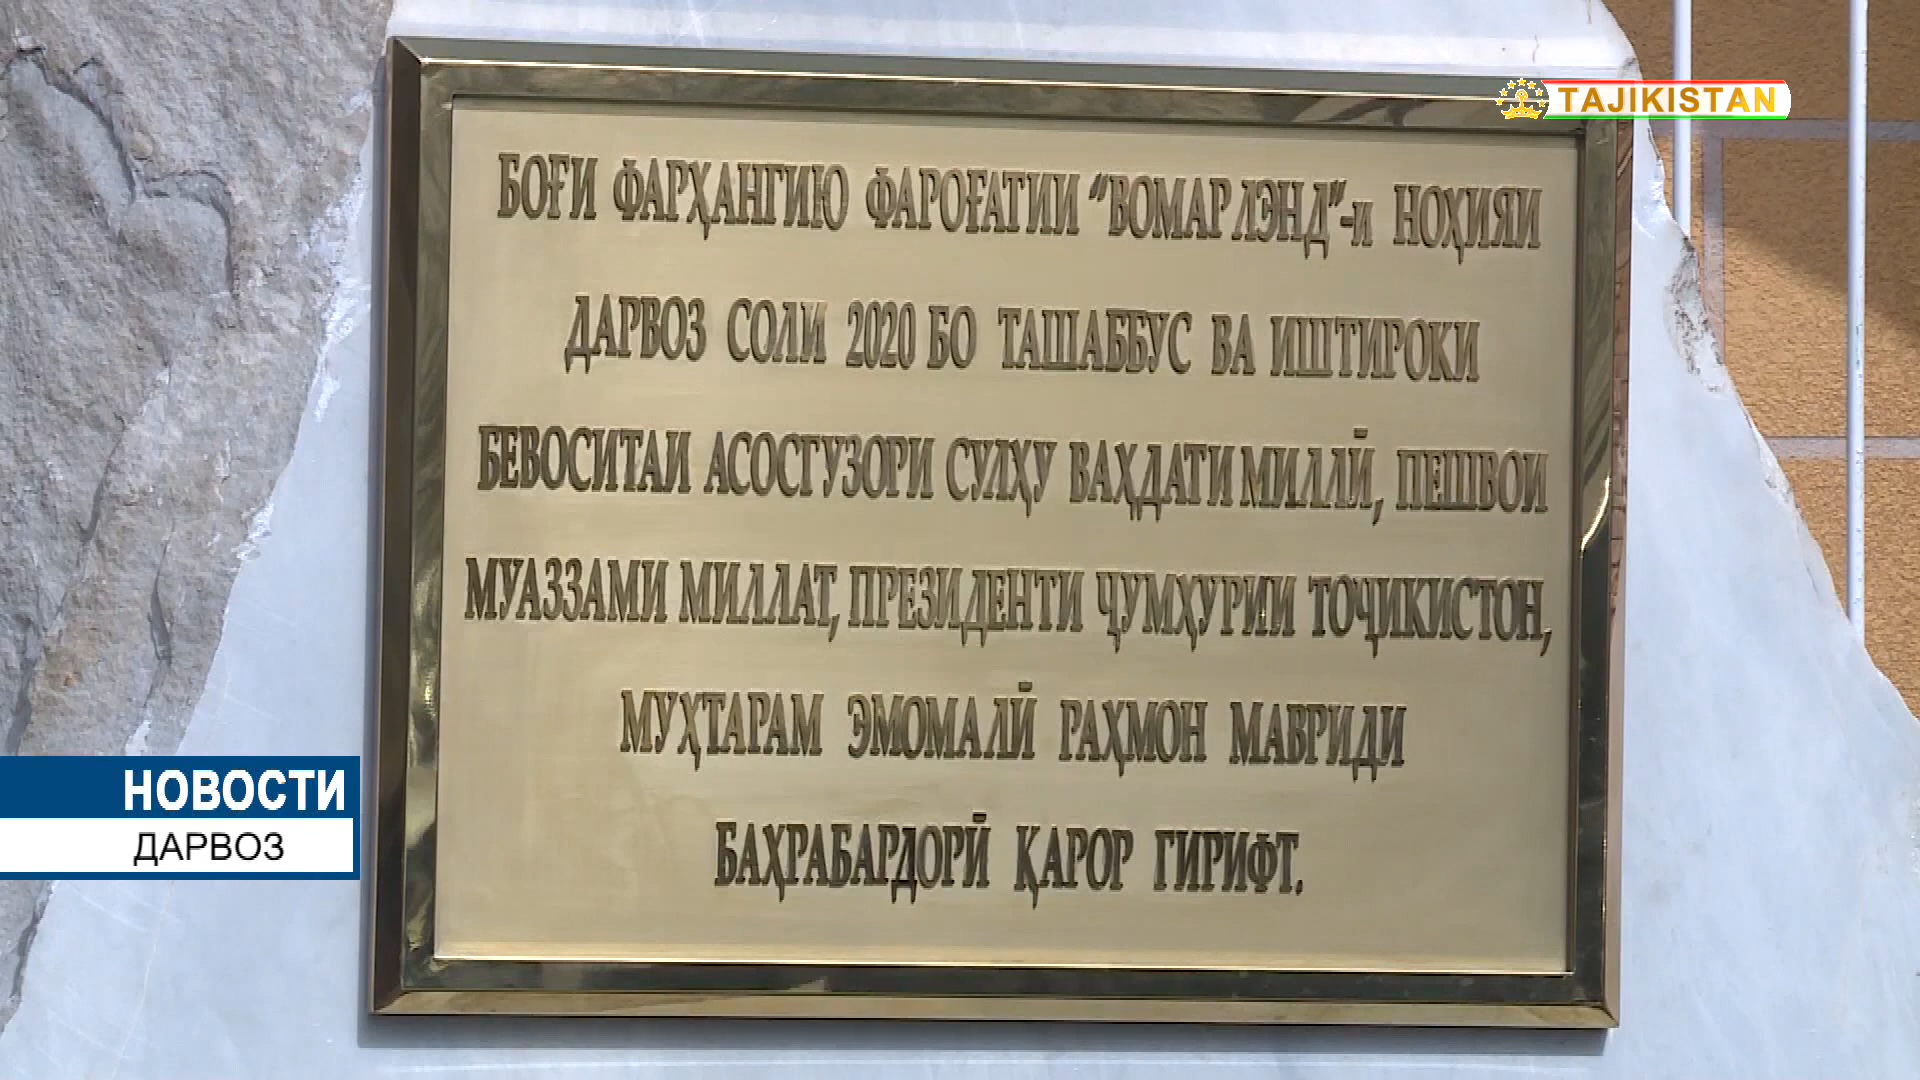 TAJIKISTAN
БОҒИ ФАРҲАНГИЮ ФАРОҒАТИИ “ВОМАР ЛЭНД”-и НОҲИЯИ
ДАРВОЗ СОЛИ 2020 БО ТАШАББУС ВА ИШТИРОКИ
БЕВОСИТАИ АСОСГУЗОРИ СУЛҲУ ВАҲДАТИ МИЛЛӢ, ПЕШВОИ
МУАЗЗАМИ МИЛЛАТ, ПРЕЗИДЕНТИ ҶУМҲУРИИ ТОҶИКИСТОН,
МУҲТАРАМ ЭМОМАЛӢ РАҲМОН МАВРИДИ
БАҲРАБАРДОРӢ ҚАРОР ГИРИФТ.
НОВОСТИ
ДАРВОЗ